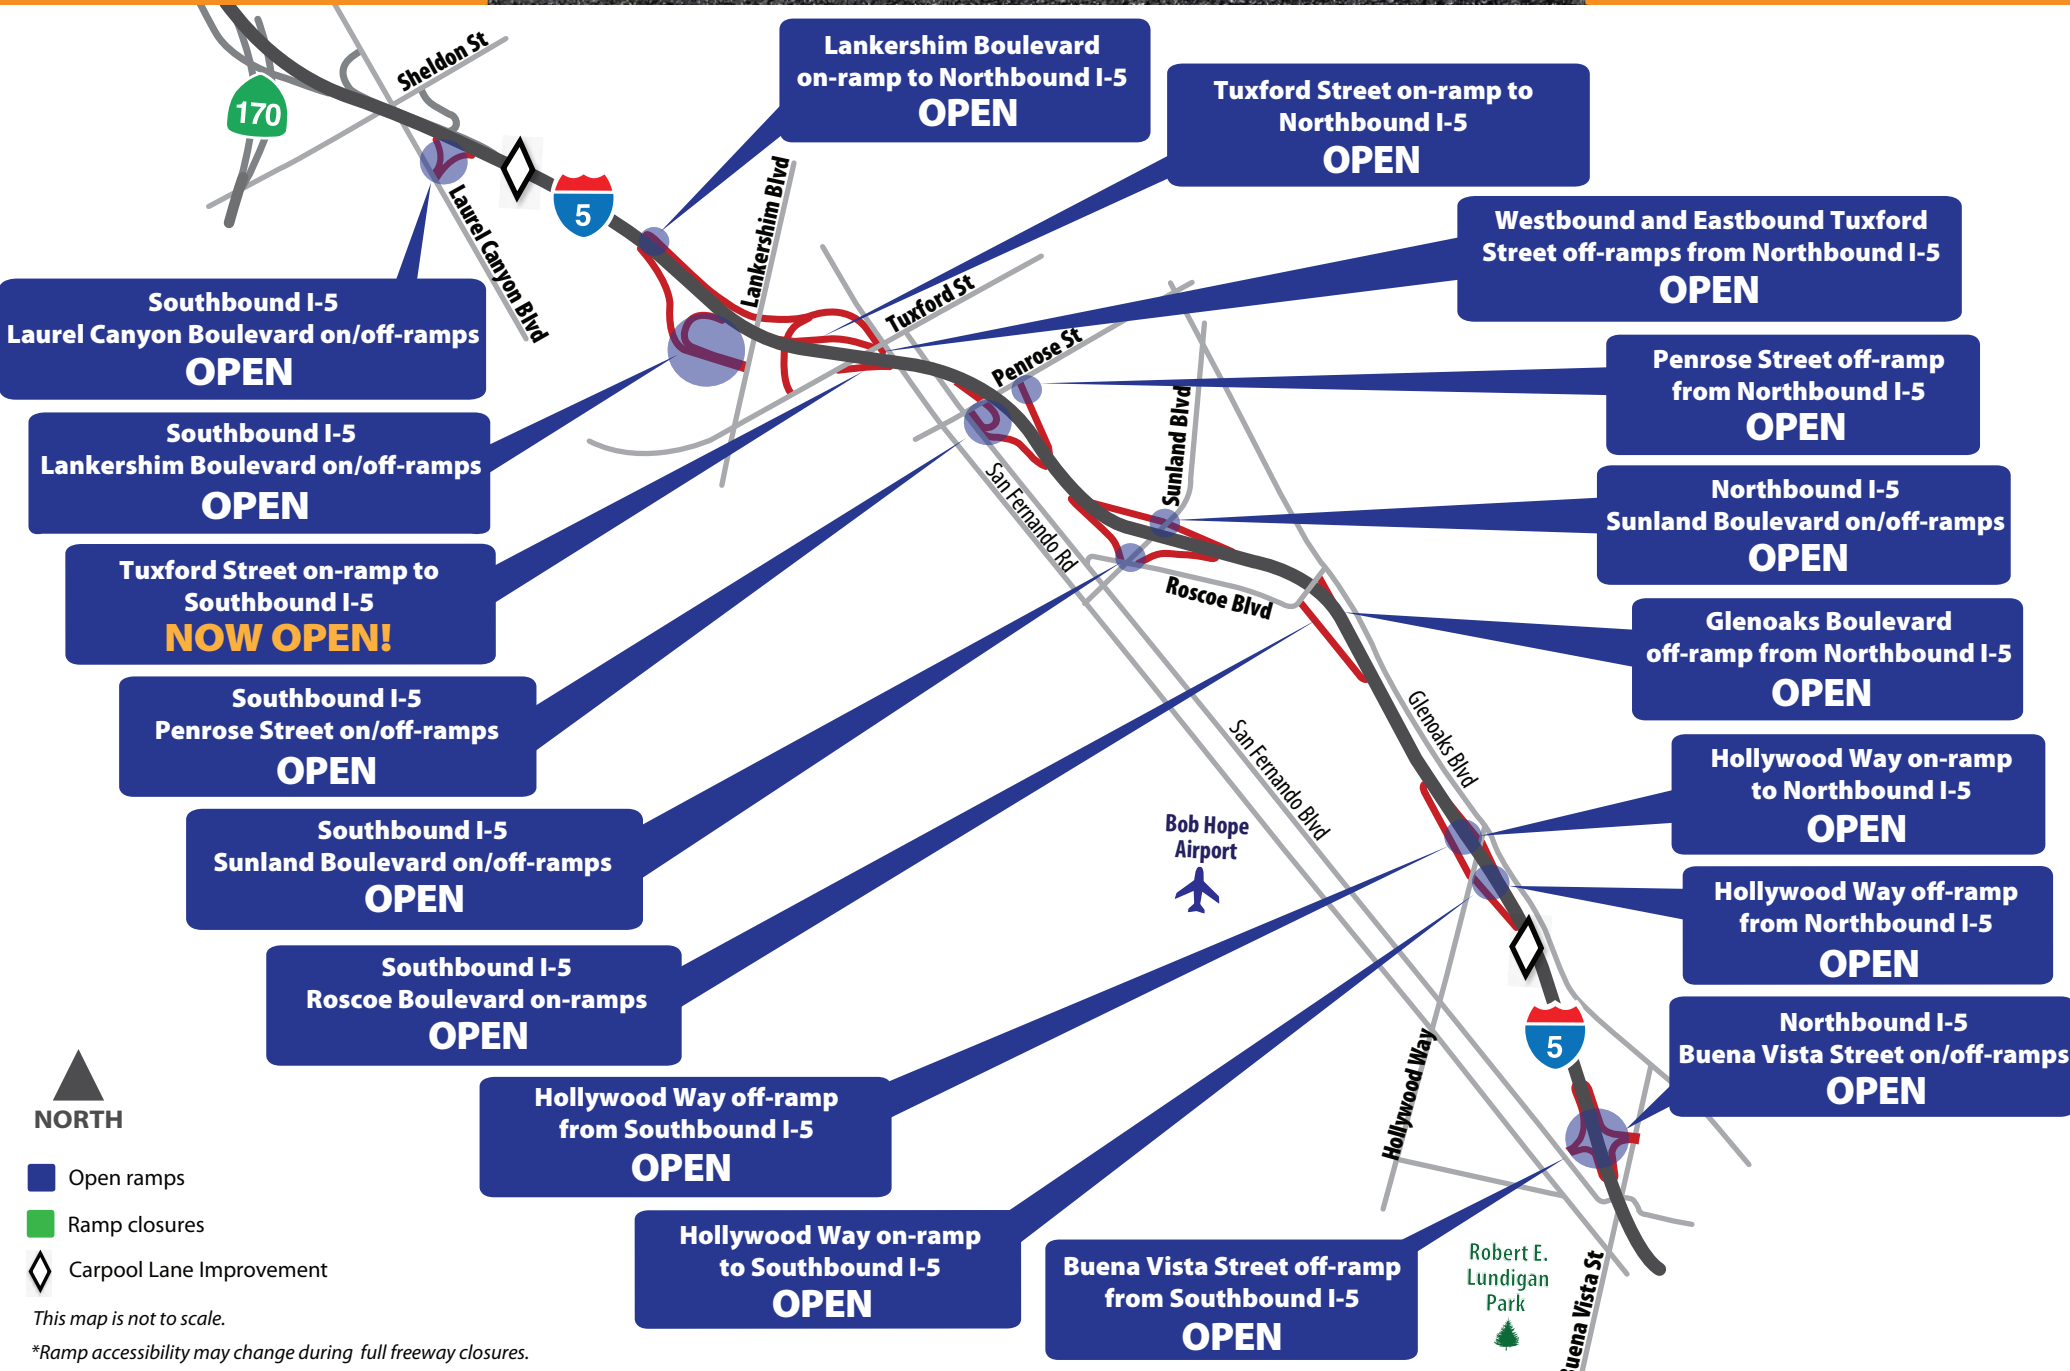 Sheldon St
170
5
Laurel Canyon Blvd
Lankershim Blvd
Tuxford St
Penrose St
Sunland Blvd
San Fernando Rd
Roscoe Blvd
Glenoaks Blvd
San Fernando Blvd
Bob Hope
Airport
Hollywood Way
5
Robert E.
Lundigan
Park
Buena Vista St
Lankershim Boulevard
on-ramp to Northbound I-5
OPEN
Tuxford Street on-ramp to
Northbound I-5
OPEN
Westbound and Eastbound Tuxford
Street off-ramps from Northbound I-5
OPEN
Penrose Street off-ramp
from Northbound I-5
OPEN
Northbound I-5
Sunland Boulevard on/off-ramps
OPEN
Glenoaks Boulevard
off-ramp from Northbound I-5
OPEN
Hollywood Way on-ramp
to Northbound I-5
OPEN
Hollywood Way off-ramp
from Northbound I-5
OPEN
Northbound I-5
Buena Vista Street on/off-ramps
OPEN
Southbound I-5
Laurel Canyon Boulevard on/off-ramps
OPEN
Southbound I-5
Lankershim Boulevard on/off-ramps
OPEN
Tuxford Street on-ramp to
Southbound I-5
NOW OPEN!
Southbound I-5
Penrose Street on/off-ramps
OPEN
Southbound I-5
Sunland Boulevard on/off-ramps
OPEN
Southbound I-5
Roscoe Boulevard on-ramps
OPEN
Hollywood Way off-ramp
from Southbound I-5
OPEN
Hollywood Way on-ramp
to Southbound I-5
OPEN
Buena Vista Street off-ramp
from Southbound I-5
OPEN
NORTH
Open ramps
Ramp closures
Carpool Lane Improvement
This map is not to scale.
*Ramp accessibility may change during full freeway closures.